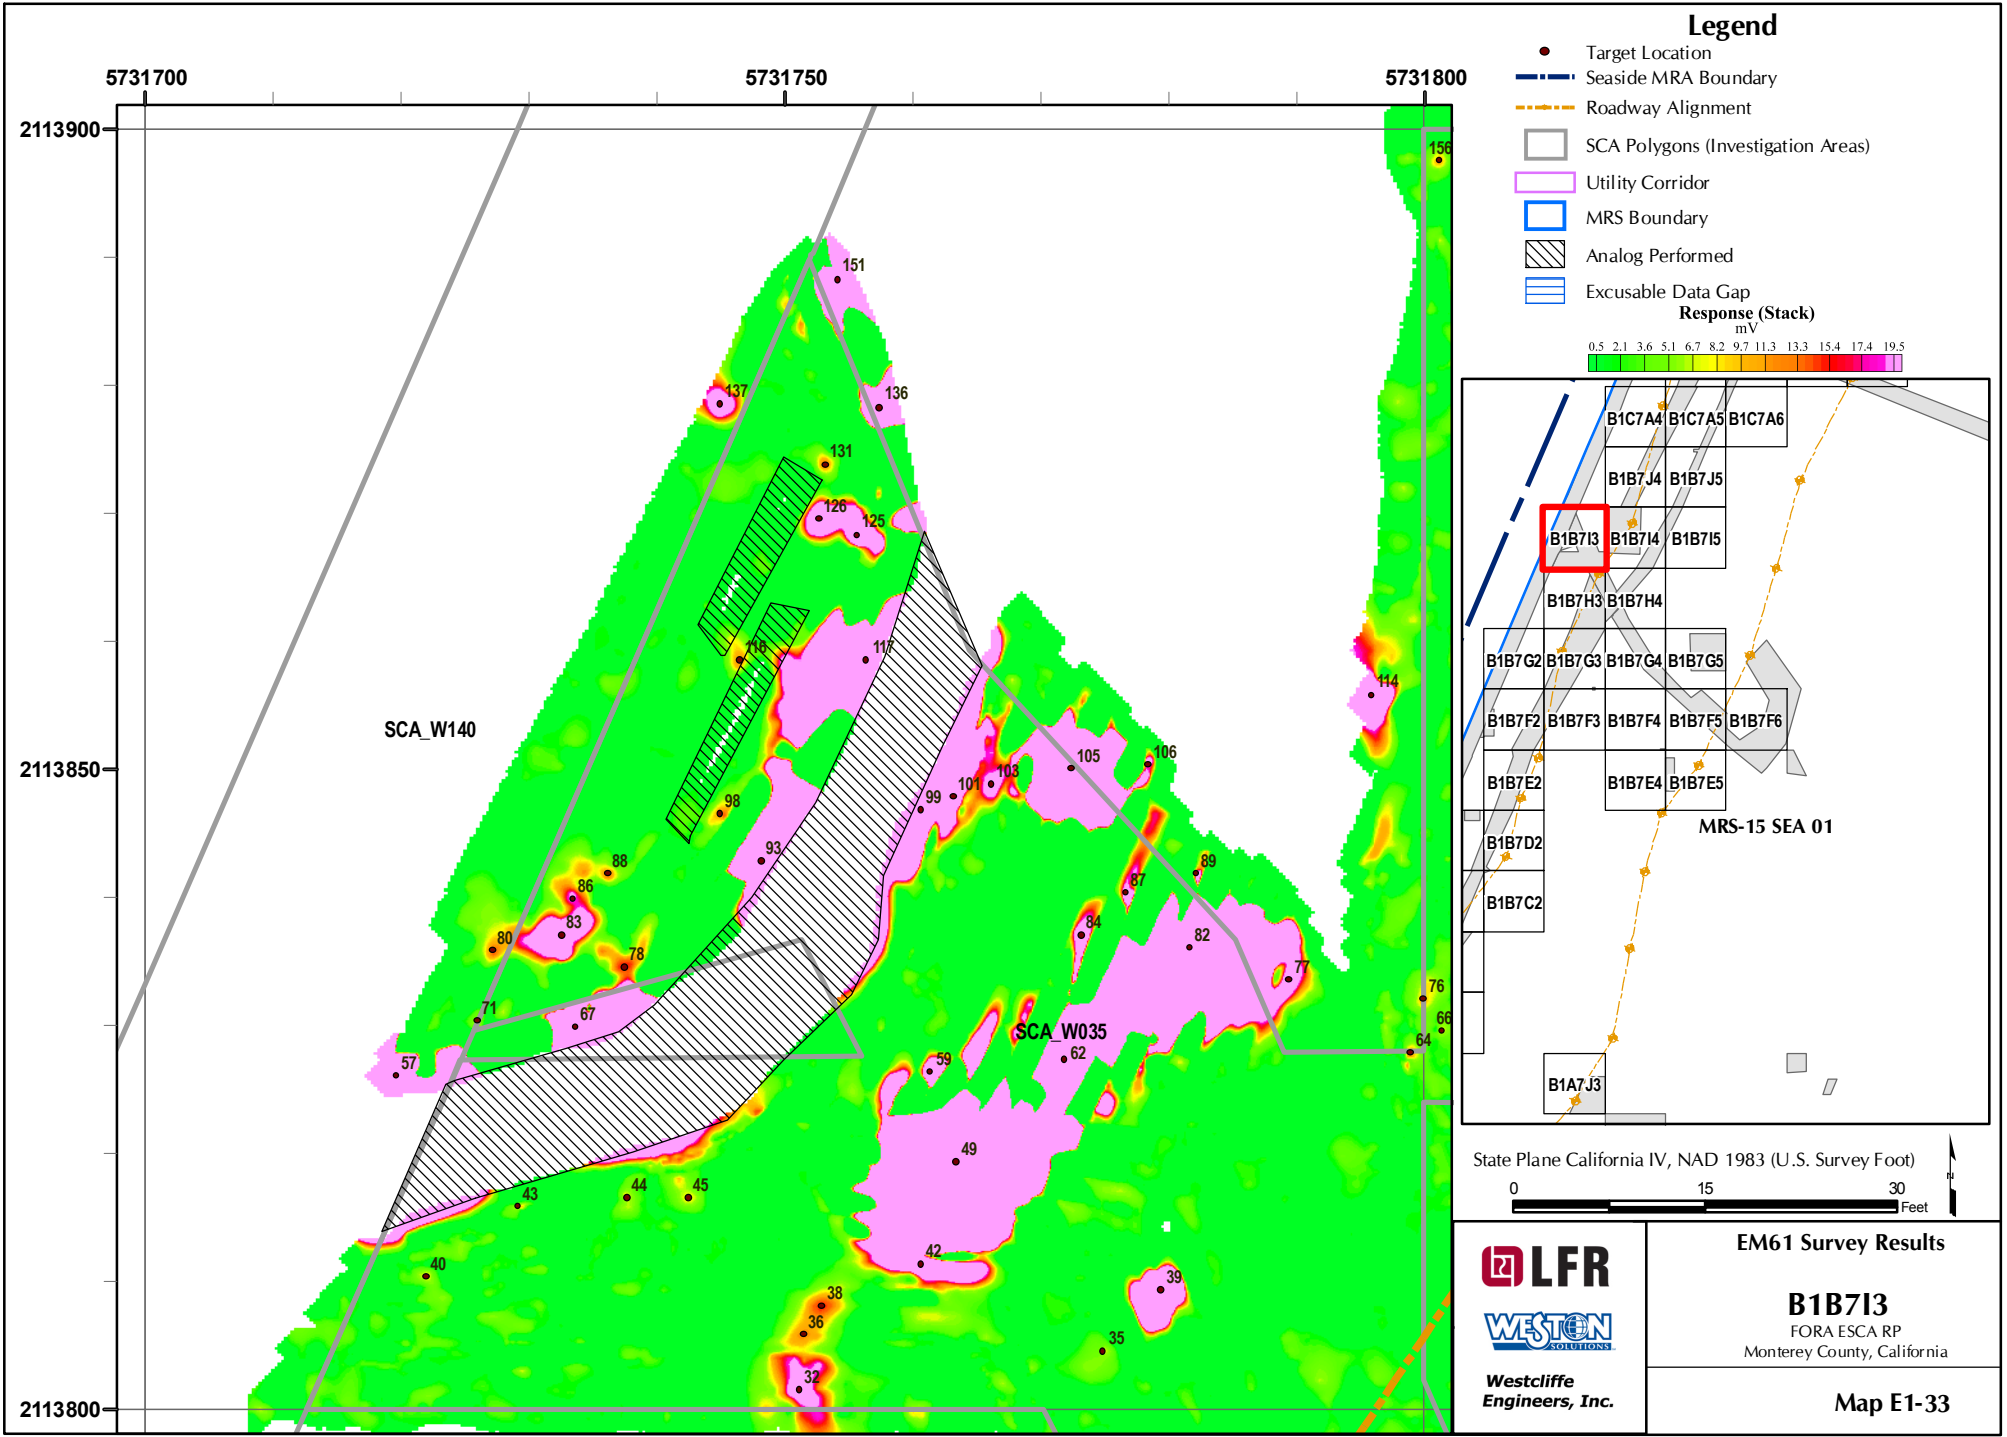 Legend
Target Location
Seaside MRA Boundary
Roadway Alignment
SCA Polygons (Investigation Areas)
Utility Corridor
MRS Boundary
Analog Performed
Excusable Data Gap
Response (Stack)
mV
0.5 2.1 3.6 5.1 6.7 8.2 9.7 11.3 13.3 15.4 17.4 19.5
5731700 5731750 5731800
2113900
2113850
2113800
156
151
137
136
131
126
125
116
117
114
SCA_W140
105
106
103
101
99
98
93
89
88
87
86
84
83
82
80
78
77
76
71
67
66
64
SCA_W035
62
59
57
49
45
44
43
42
40
39
38
36
35
32
B1C7A4 B1C7A5 B1C7A6
B1B7J4 B1B7J5
B1B7I3 B1B7I4 B1B7I5
B1B7H3 B1B7H4
B1B7G2 B1B7G3 B1B7G4 B1B7G5
B1B7F2 B1B7F3 B1B7F4 B1B7F5 B1B7F6
B1B7E2 B1B7E4 B1B7E5
MRS-15 SEA 01
B1B7D2
B1B7C2
B1A7J3
State Plane California IV, NAD 1983 (U.S. Survey Foot)
0 15 30
Feet
N
LFR
WESTON
SOLUTIONS
Westcliffe
Engineers, Inc.
EM61 Survey Results
B1B7I3
FORA ESCA RP
Monterey County, California
Map E1-33